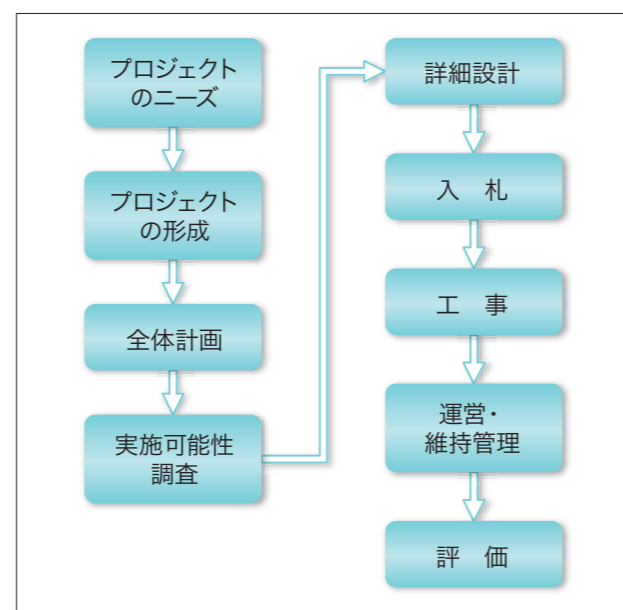 プロジェクト
のニーズ
プロジェクト
の形成
全体計画
実施可能性
調査
詳細設計
入　札
工　事
運営・
維持管理
評　価